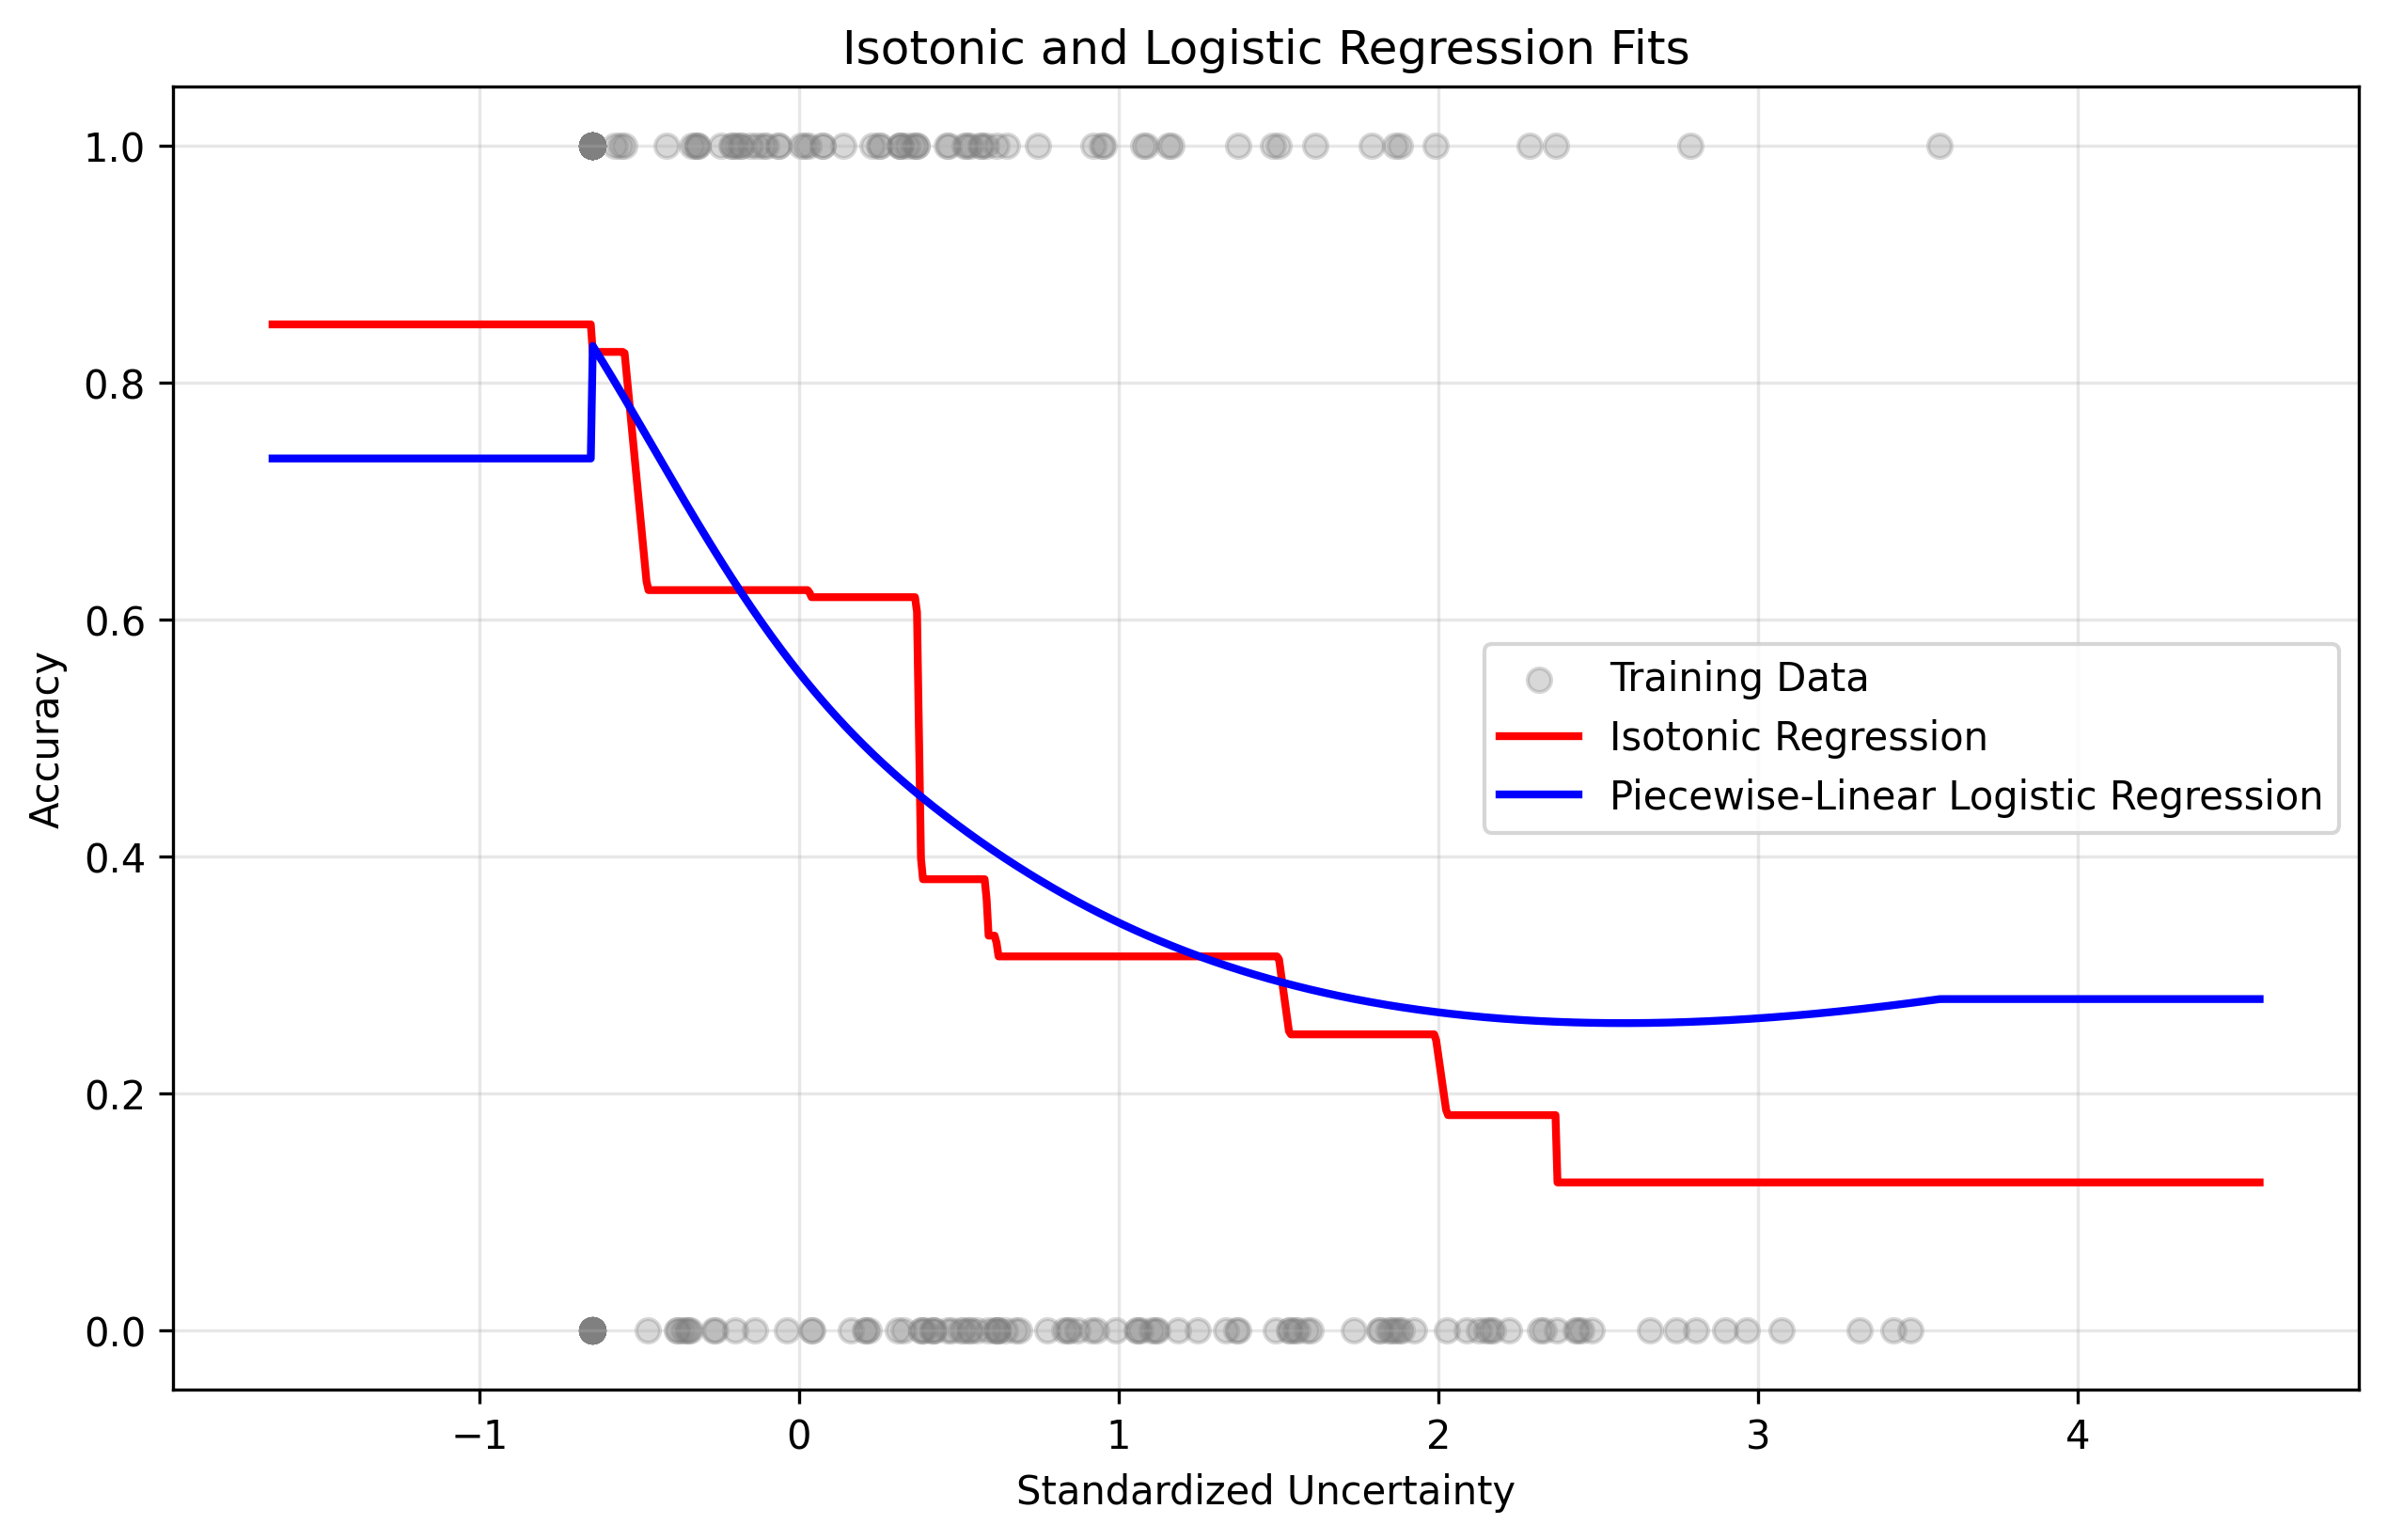 Isotonic and Logistic Regression Fits
1.0
0.8
0.6
0.4
0.2
0.0
Accuracy
Training Data
Isotonic Regression
Piecewise-Linear Logistic Regression
−1 0 1 2 3 4
Standardized Uncertainty